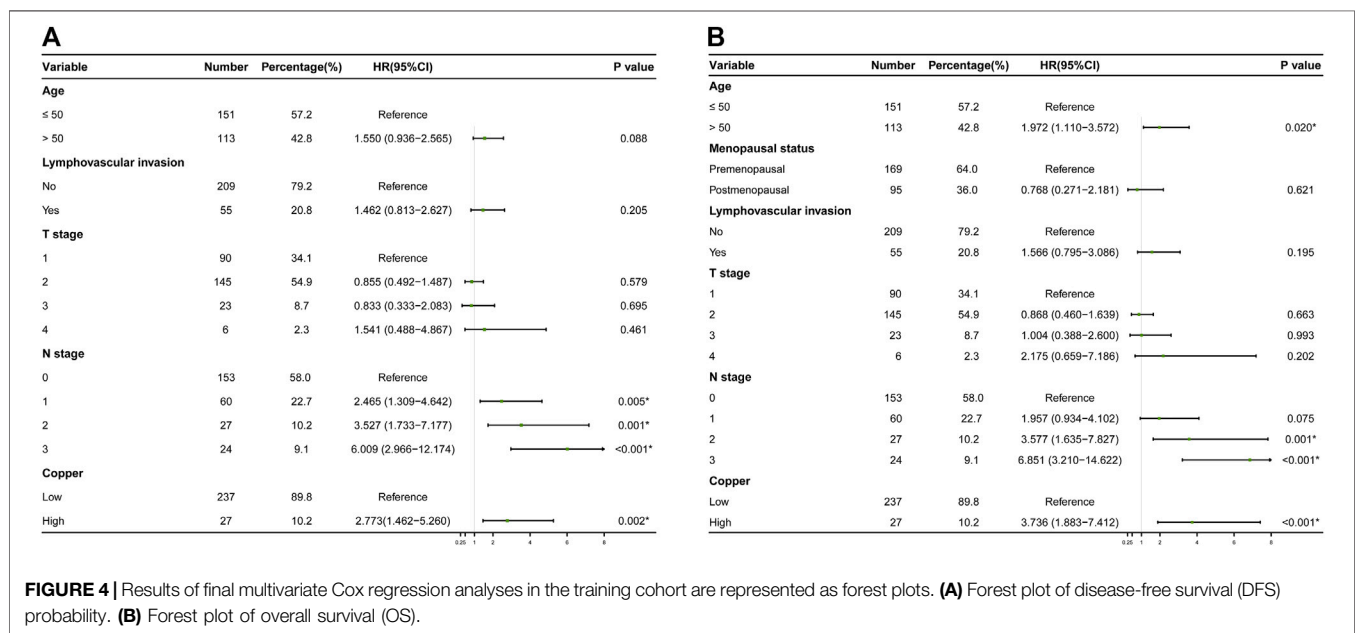 A
Variable Number Percentage(%) HR(95%CI) P value
Age
≤ 50 151 57.2 Reference
> 50 113 42.8 1.550 (0.936−2.565) 0.088
Lymphovascular invasion
No 209 79.2 Reference
Yes 55 20.8 1.462 (0.813−2.627) 0.205
T stage
1 90 34.1 Reference
2 145 54.9 0.855 (0.492−1.487) 0.579
3 23 8.7 0.833 (0.333−2.083) 0.695
4 6 2.3 1.541 (0.488−4.867) 0.461
N stage
0 153 58.0 Reference
1 60 22.7 2.465 (1.309−4.642) 0.005*
2 27 10.2 3.527 (1.733−7.177) 0.001*
3 24 9.1 6.009 (2.966−12.174) <0.001*
Copper
Low 237 89.8 Reference
High 27 10.2 2.773(1.462−5.260) 0.002*
0.25 1 2 4 6 8
B
Variable Number Percentage(%) HR(95%CI) P value
Age
≤ 50 151 57.2 Reference
> 50 113 42.8 1.972 (1.110−3.572) 0.020*
Menopausal status
Premenopausal 169 64.0 Reference
Postmenopausal 95 36.0 0.768 (0.271−2.181) 0.621
Lymphovascular invasion
No 209 79.2 Reference
Yes 55 20.8 1.566 (0.795−3.086) 0.195
T stage
1 90 34.1 Reference
2 145 54.9 0.868 (0.460−1.639) 0.663
3 23 8.7 1.004 (0.388−2.600) 0.993
4 6 2.3 2.175 (0.659−7.186) 0.202
N stage
0 153 58.0 Reference
1 60 22.7 1.957 (0.934−4.102) 0.075
2 27 10.2 3.577 (1.635−7.827) 0.001*
3 24 9.1 6.851 (3.210−14.622) <0.001*
Copper
Low 237 89.8 Reference
High 27 10.2 3.736 (1.883−7.412) <0.001*
0.25 1 2 4 6 8
FIGURE 4 | Results of final multivariate Cox regression analyses in the training cohort are represented as forest plots. (A) Forest plot of disease-free survival (DFS)
probability. (B) Forest plot of overall survival (OS).